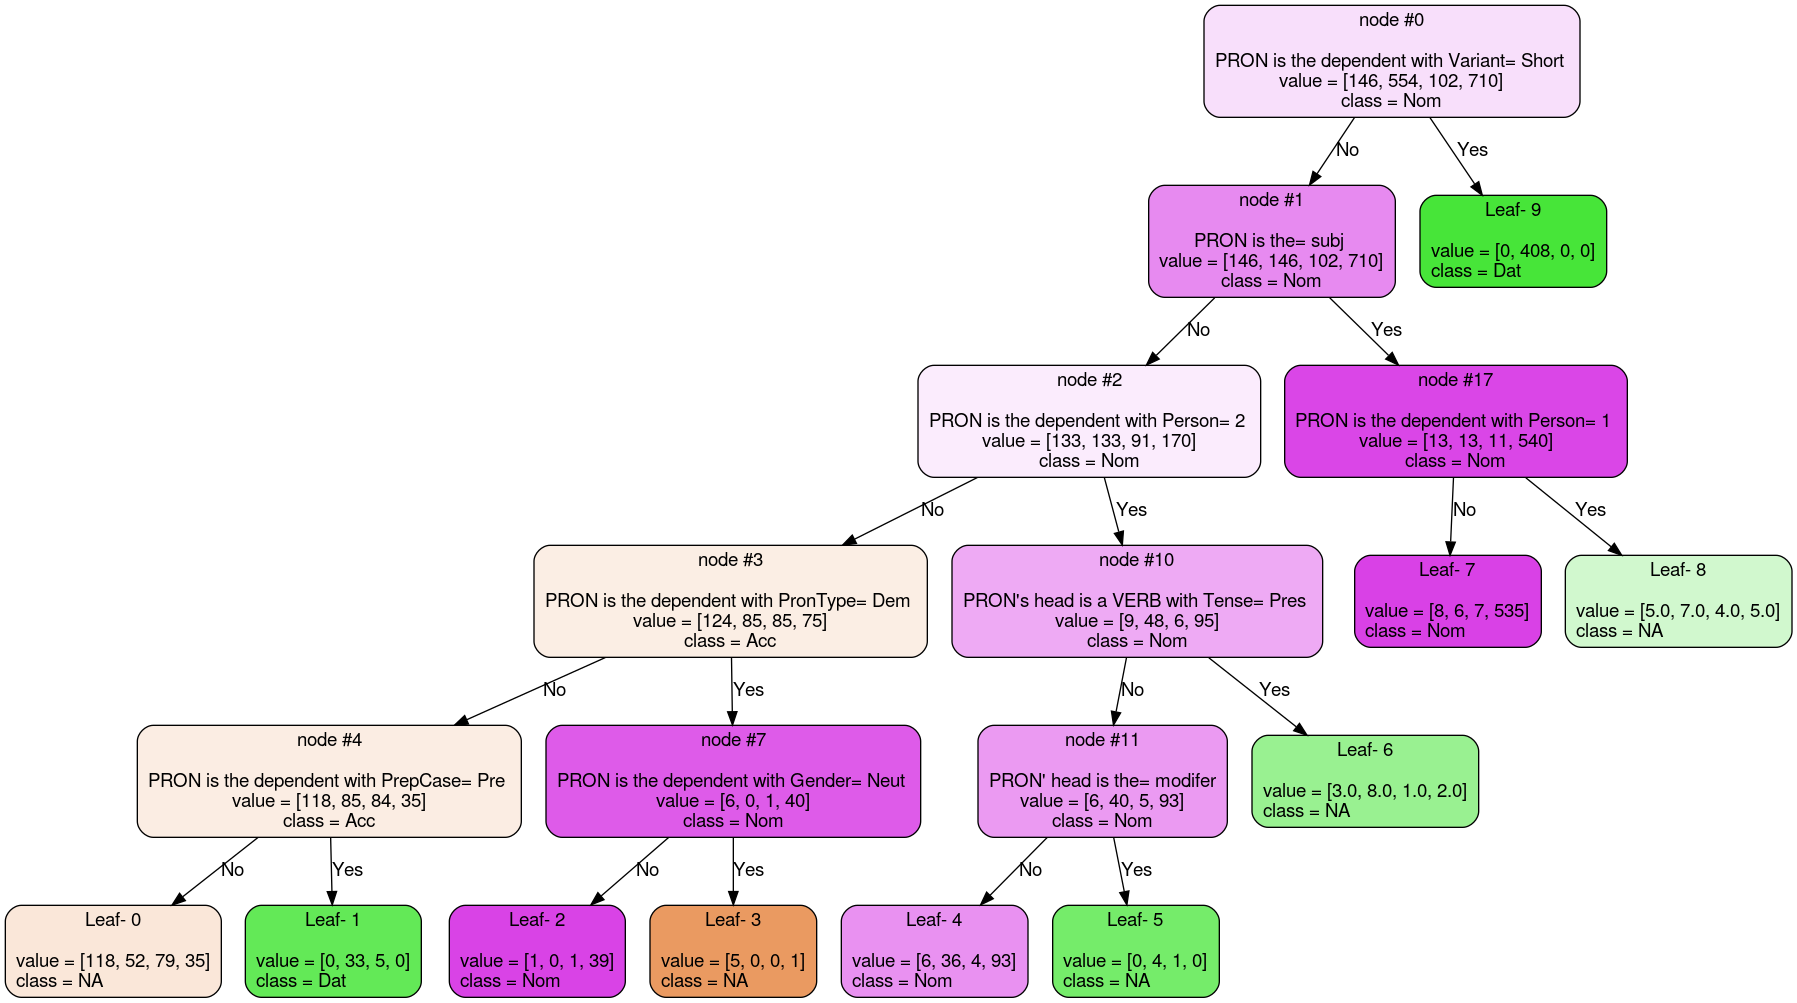 node #0
PRON is the dependent with Variant= Short
value = [146, 554, 102, 710]
class = Nom
No
Yes
node #1
PRON is the= subj
value = [146, 146, 102, 710]
class = Nom
Leaf- 9
value = [0, 408, 0, 0]
class = Dat
No
Yes
node #2
PRON is the dependent with Person= 2
value = [133, 133, 91, 170]
class = Nom
node #17
PRON is the dependent with Person= 1
value = [13, 13, 11, 540]
class = Nom
No
Yes
No
Yes
node #3
PRON is the dependent with PronType= Dem
value = [124, 85, 85, 75]
class = Acc
node #10
PRON's head is a VERB with Tense= Pres
value = [9, 48, 6, 95]
class = Nom
Leaf- 7
value = [8, 6, 7, 535]
class = Nom
Leaf- 8
value = [5.0, 7.0, 4.0, 5.0]
class = NA
No
Yes
No
Yes
node #4
PRON is the dependent with PrepCase= Pre
value = [118, 85, 84, 35]
class = Acc
node #7
PRON is the dependent with Gender= Neut
value = [6, 0, 1, 40]
class = Nom
node #11
PRON' head is the= modifer
value = [6, 40, 5, 93]
class = Nom
Leaf- 6
value = [3.0, 8.0, 1.0, 2.0]
class = NA
No
Yes
No
Yes
No
Yes
Leaf- 0
value = [118, 52, 79, 35]
class = NA
Leaf- 1
value = [0, 33, 5, 0]
class = Dat
Leaf- 2
value = [1, 0, 1, 39]
class = Nom
Leaf- 3
value = [5, 0, 0, 1]
class = NA
Leaf- 4
value = [6, 36, 4, 93]
class = Nom
Leaf- 5
value = [0, 4, 1, 0]
class = NA